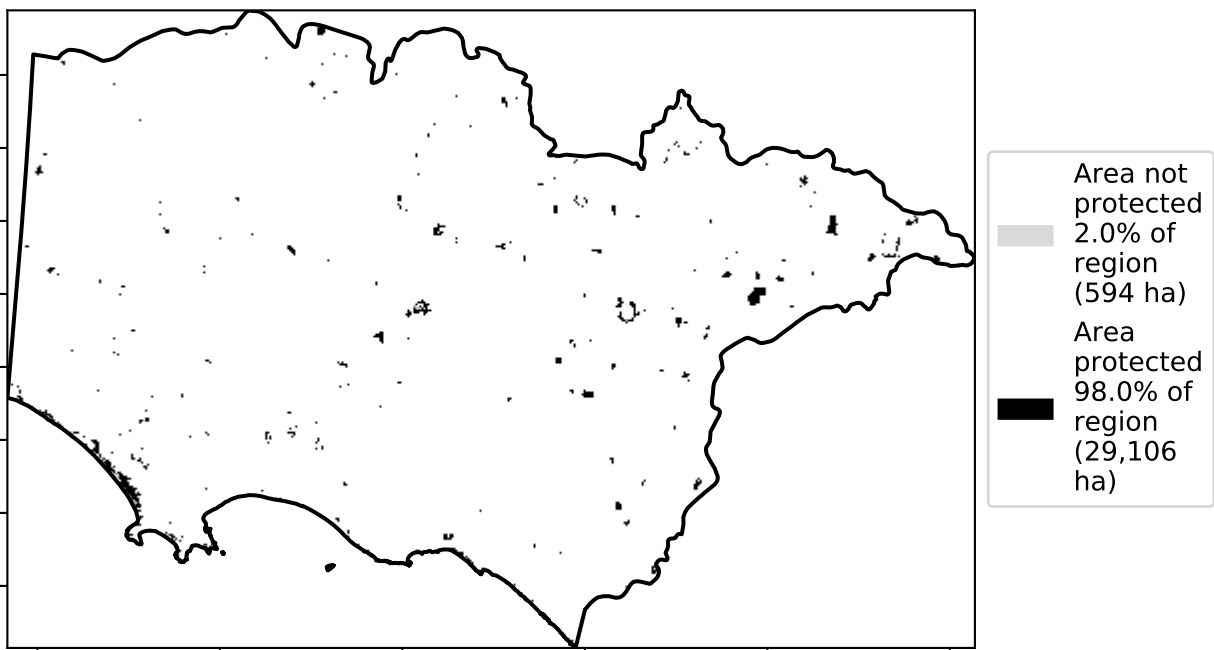 Area not
protected
2.0% of
region
(594 ha)
Area
protected
98.0% of
region
(29,106
ha)